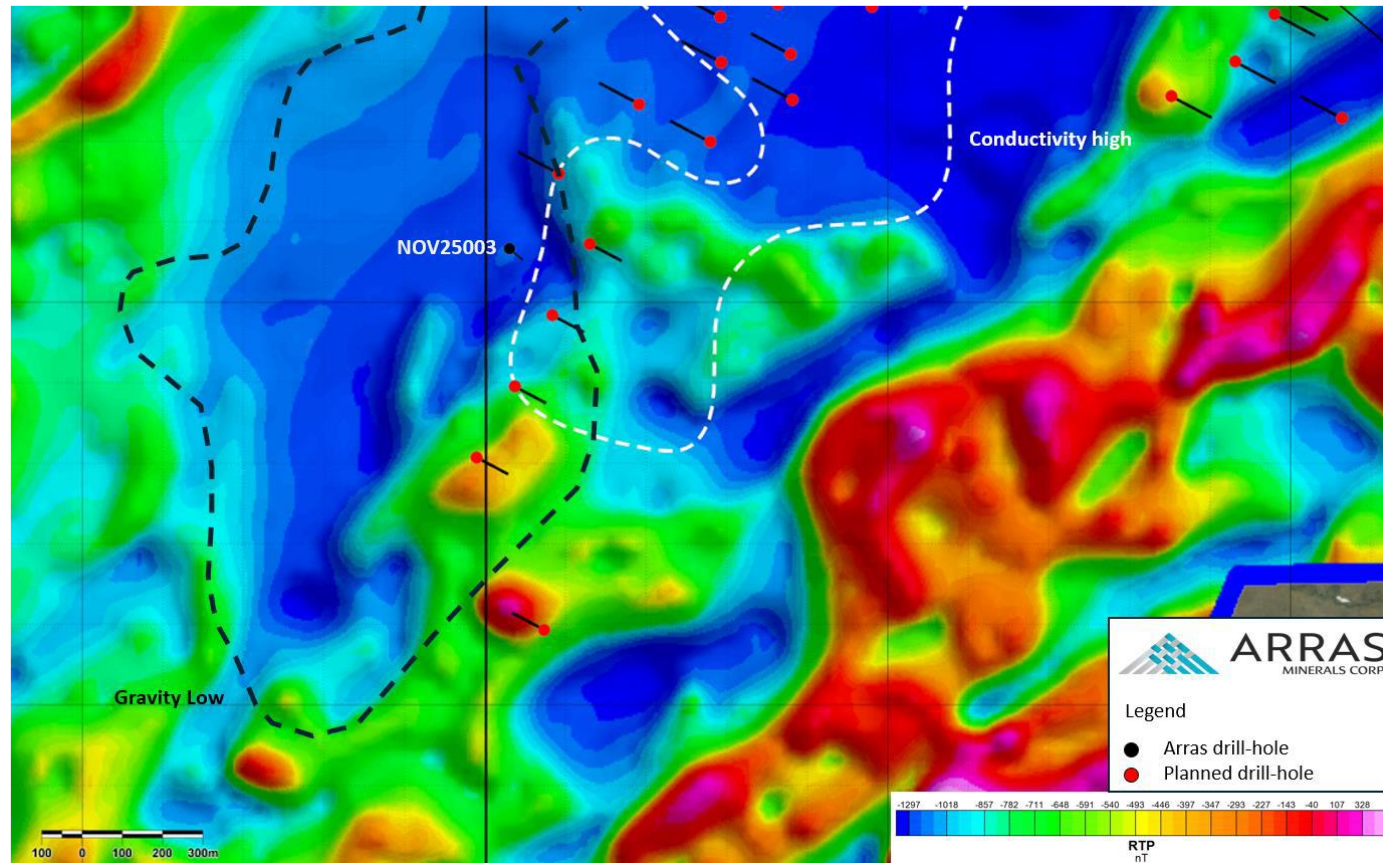 Conductivity high
NOV25003
Gravity Low
ARRAS
MINERALS CORP
Legend
Arras drill-hole
Planned drill-hole
-1297 -1018 -857 -782 -711 -648 -591 -540 -493 -446 -397 -347 -293 -227 -143 -40 107 328
RTP
nT
100 0 100 200 300m